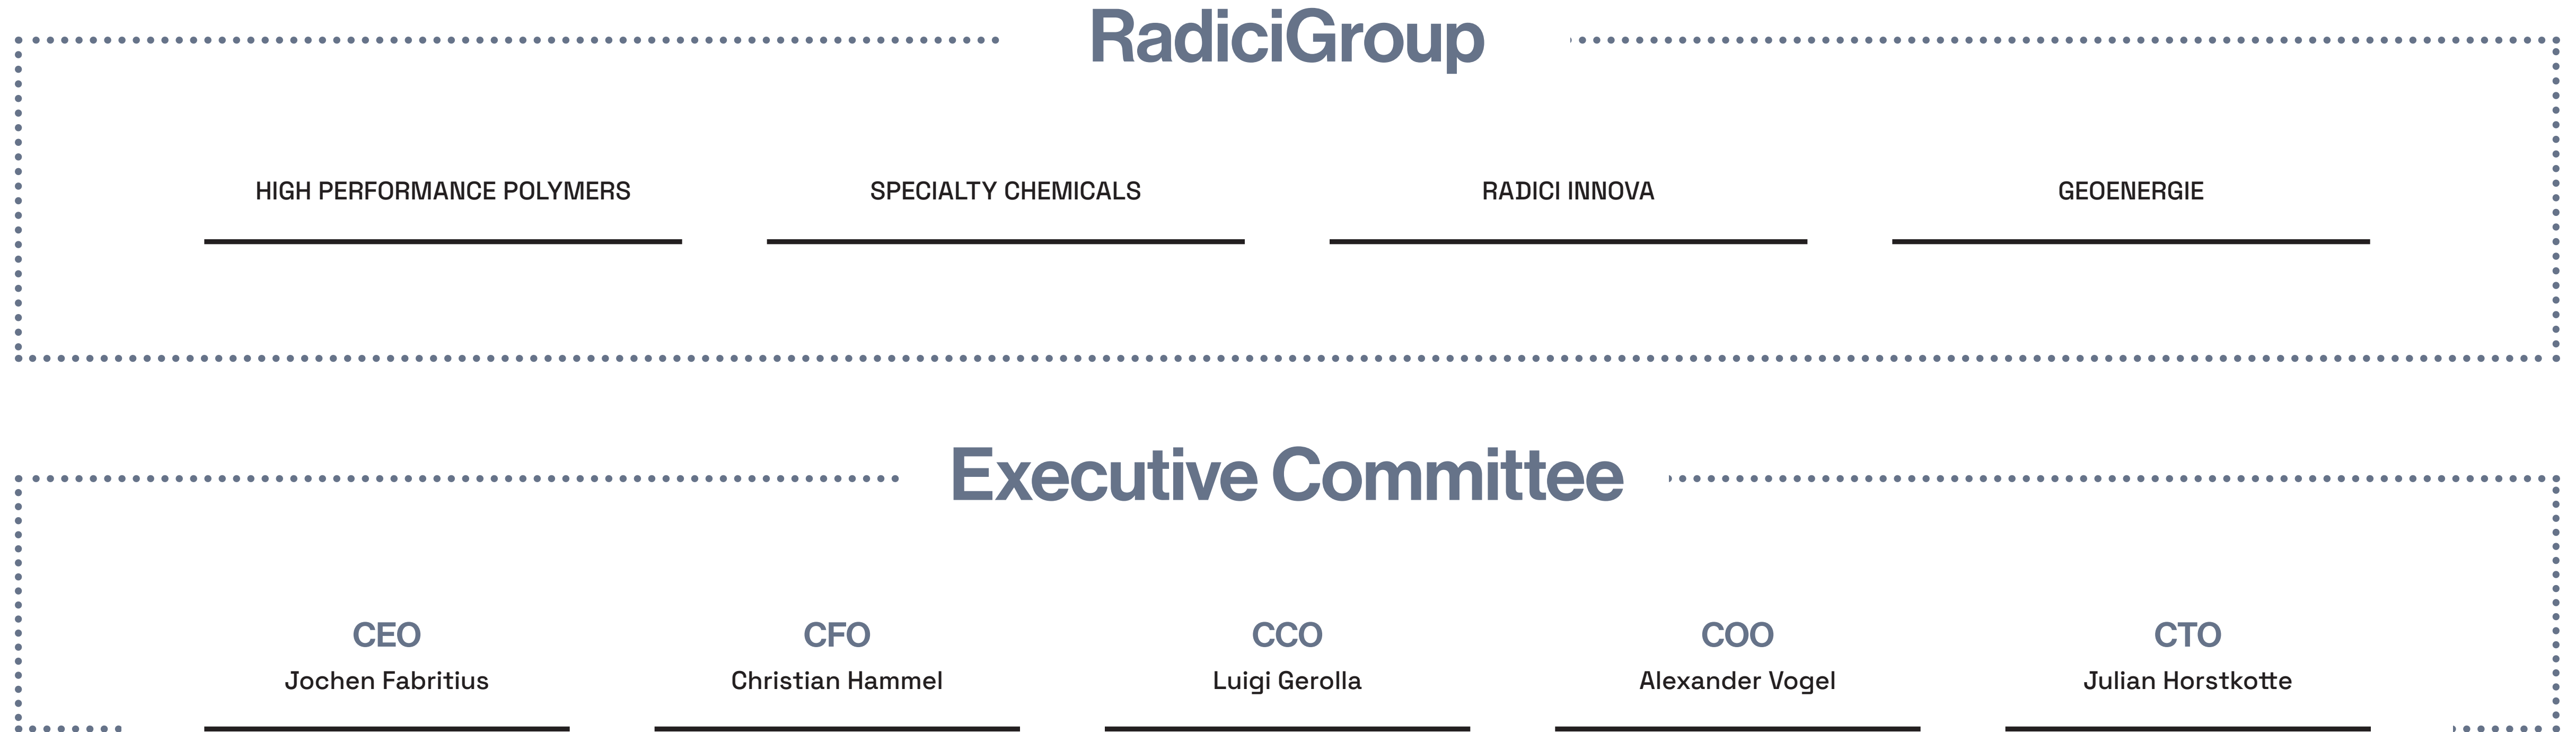 RadiciGroup
HIGH PERFORMANCE POLYMERS
SPECIALTY CHEMICALS
RADICI INNOVA
GEOENERGIE
Executive Committee
CEO
Jochen Fabritius
CFO
Christian Hammel
CCO
Luigi Gerolla
COO
Alexander Vogel
CTO
Julian Horstkotte